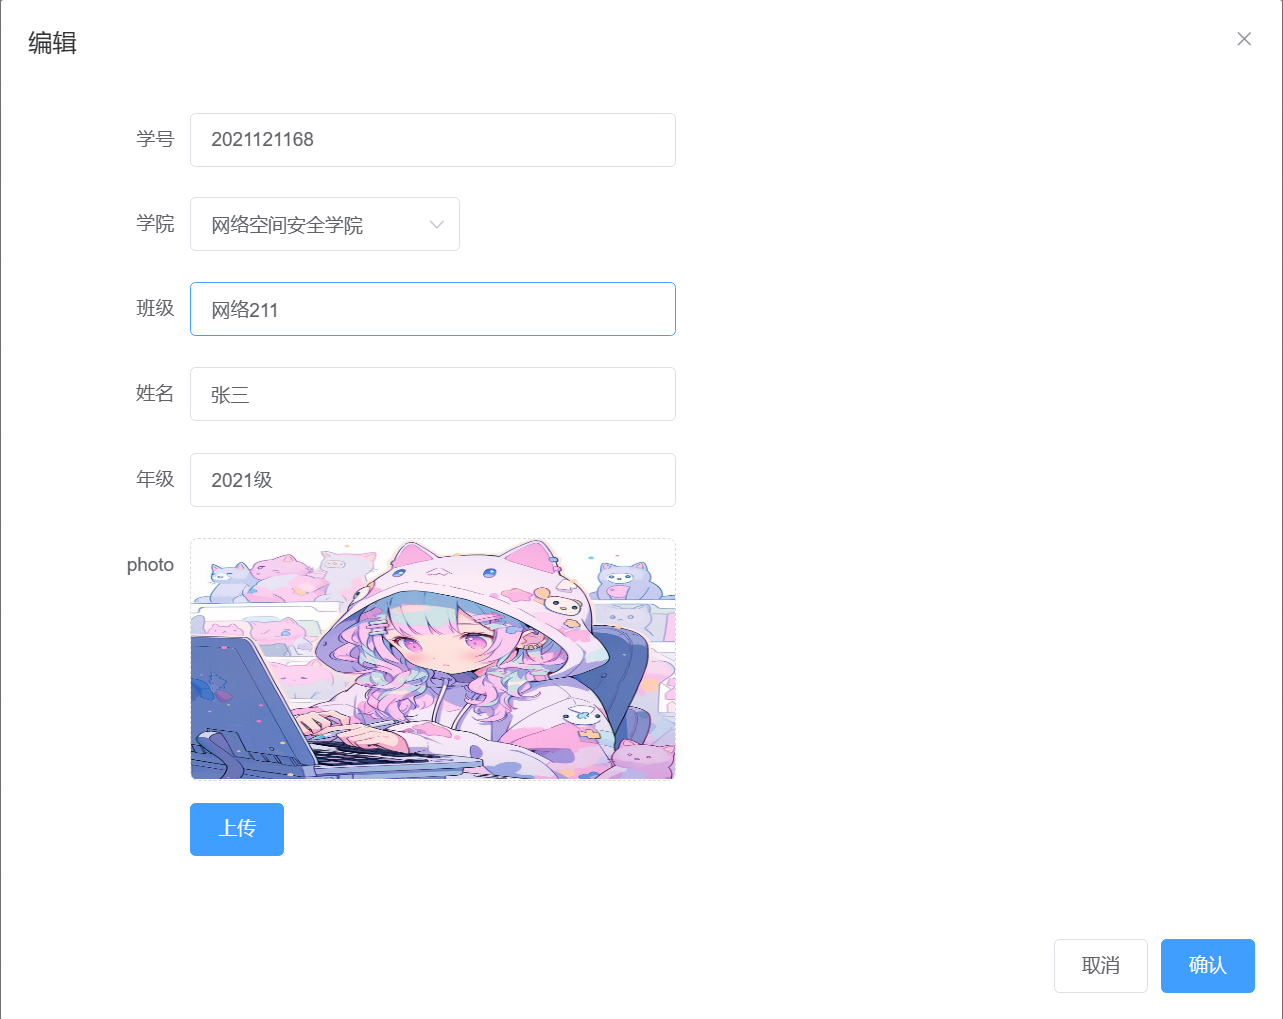 编辑
学号 2021121168
学院 网络空间安全学院
班级 网络211
姓名 张三
年级 2021级
photo
上传
取消 确认